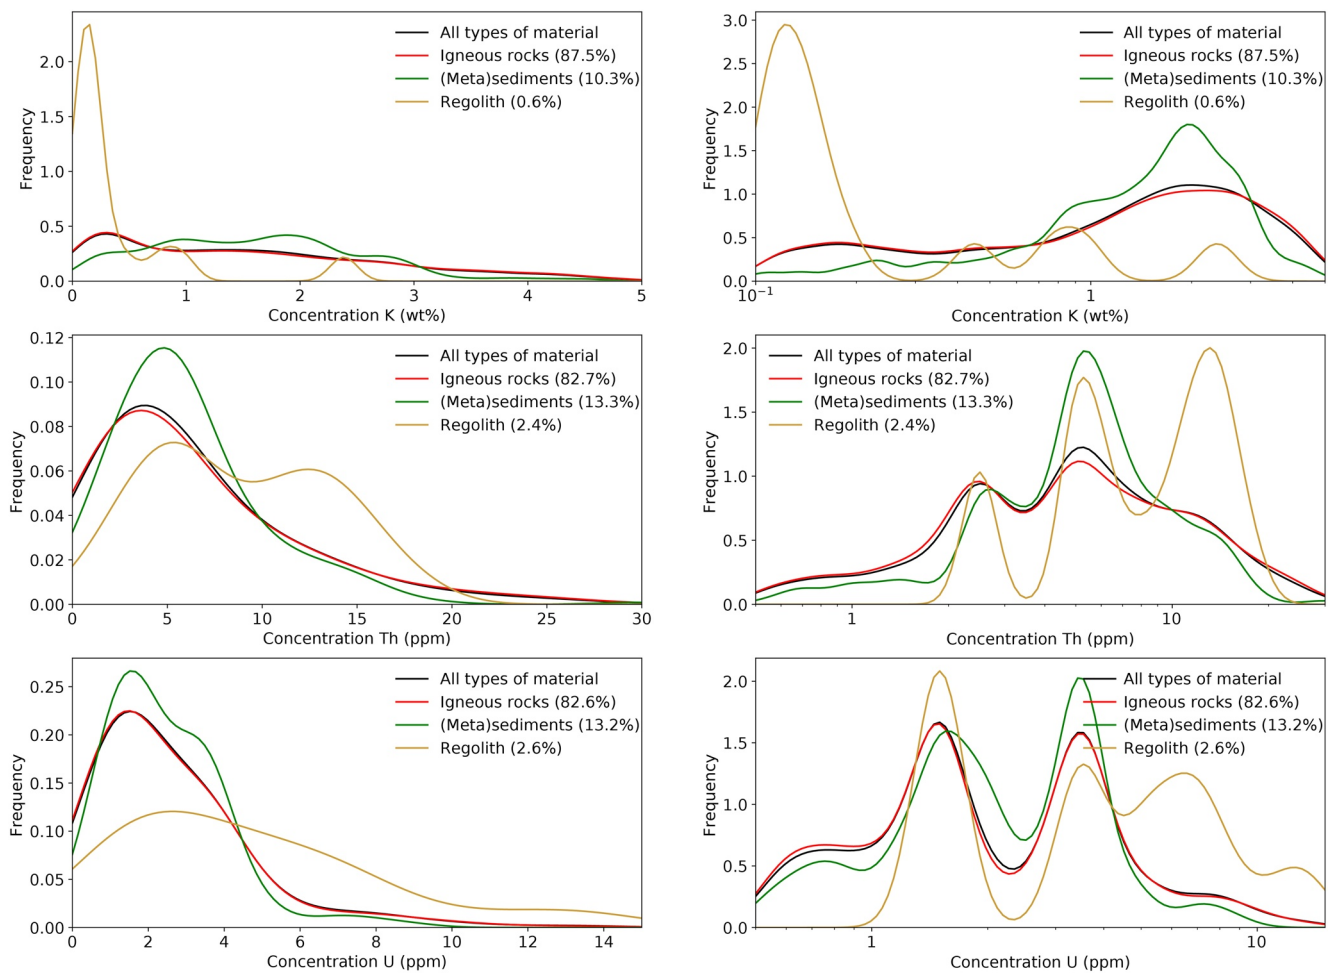 All types of material
Igneous rocks (87.5%)
(Meta)sediments (10.3%)
Regolith (0.6%)
Frequency
2.0
1.5
1.0
0.5
0.0
0 1 2 3 4 5
Concentration K (wt%)
All types of material
Igneous rocks (87.5%)
(Meta)sediments (10.3%)
Regolith (0.6%)
Frequency
3.0
2.5
2.0
1.5
1.0
0.5
0.0
10⁻¹ 1
Concentration K (wt%)
All types of material
Igneous rocks (82.7%)
(Meta)sediments (13.3%)
Regolith (2.4%)
Frequency
0.12
0.10
0.08
0.06
0.04
0.02
0.00
0 5 10 15 20 25 30
Concentration Th (ppm)
All types of material
Igneous rocks (82.7%)
(Meta)sediments (13.3%)
Regolith (2.4%)
Frequency
2.0
1.5
1.0
0.5
0.0
1 10
Concentration Th (ppm)
All types of material
Igneous rocks (82.6%)
(Meta)sediments (13.2%)
Regolith (2.6%)
Frequency
0.25
0.20
0.15
0.10
0.05
0.00
0 2 4 6 8 10 12 14
Concentration U (ppm)
All types of material
Igneous rocks (82.6%)
(Meta)sediments (13.2%)
Regolith (2.6%)
Frequency
2.0
1.5
1.0
0.5
0.0
1 10
Concentration U (ppm)